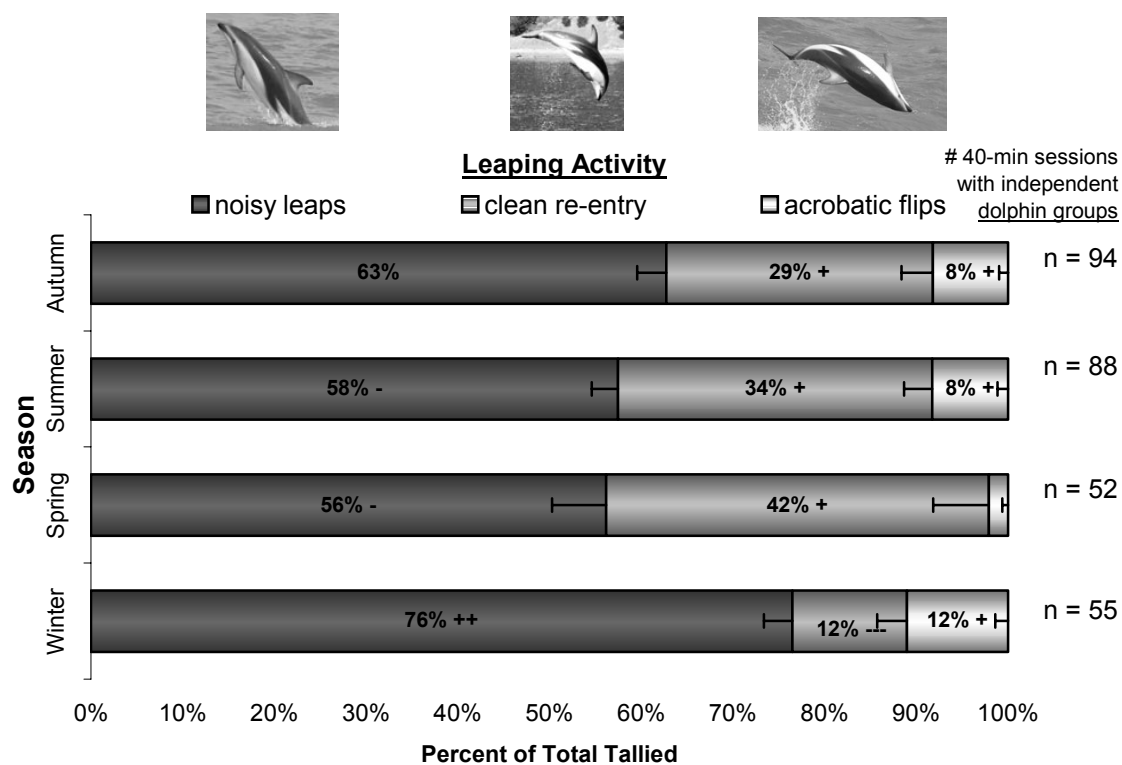 Leaping Activity
# 40-min sessions
with independent
dolphin groups
noisy leaps
clean re-entry
acrobatic flips
Season
Autumn
63%
29% +
8% +
n = 94
Summer
58% -
34% +
8% +
n = 88
Spring
56% -
42% +
n = 52
Winter
76% ++
12% ---
12% +
n = 55
0% 10% 20% 30% 40% 50% 60% 70% 80% 90% 100%
Percent of Total Tallied